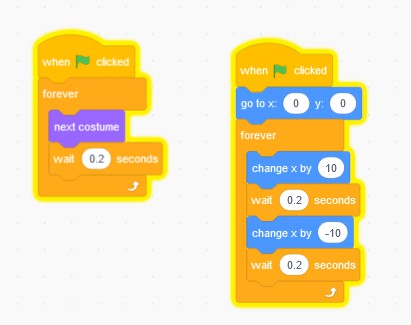 when clicked
forever
next costume
wait 0.2 seconds
when clicked
go to x: 0 y: 0
forever
change x by 10
wait 0.2 seconds
change x by -10
wait 0.2 seconds